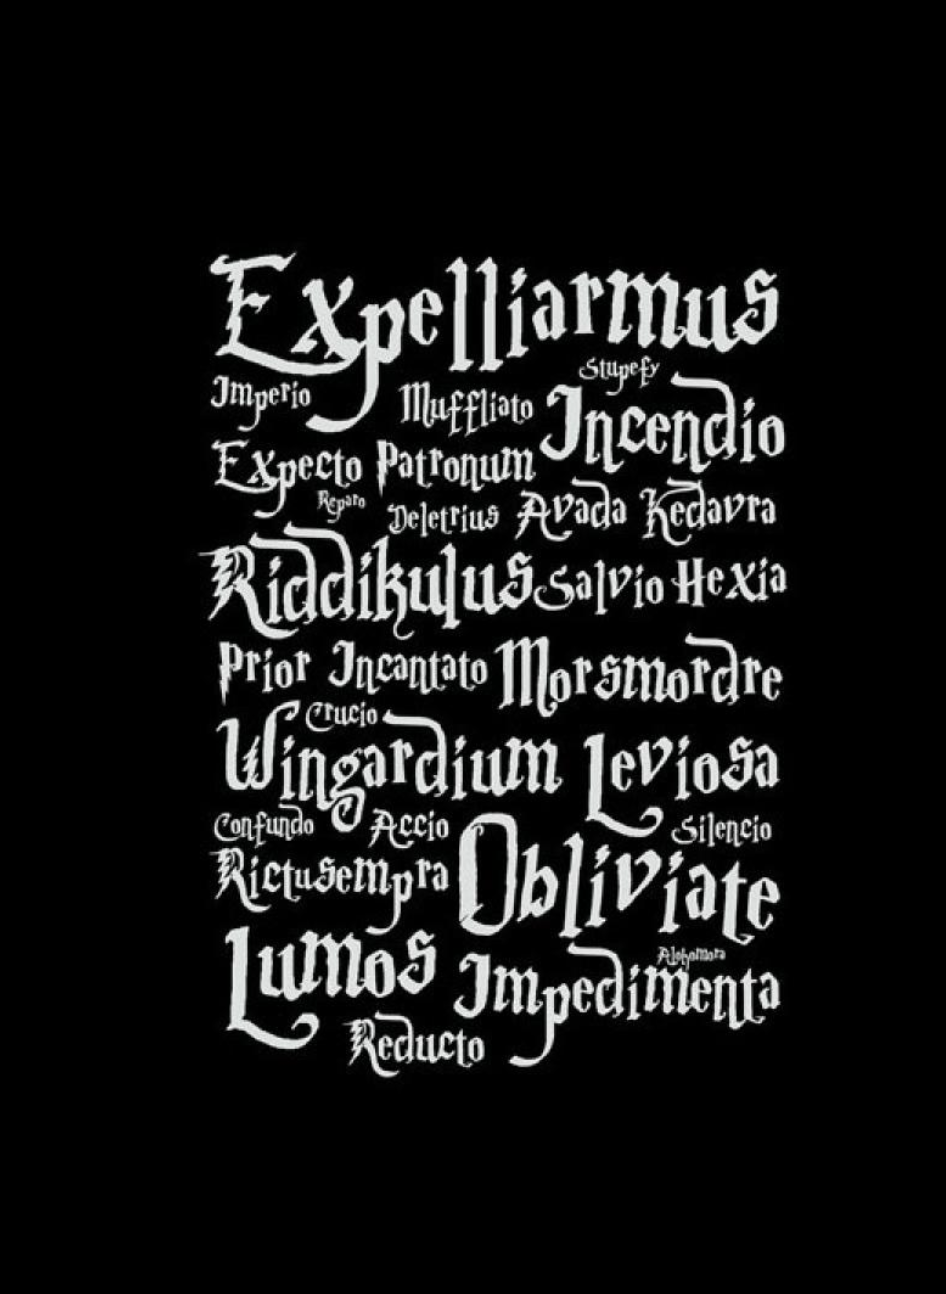 Expelliarmus
Stupefy
Imperio Muffliato Incendio
Expecto Patronum
Reparo Deletrius Avada Kedavra
Riddikulus Salvio Hexia
Prior Incantato Morsmordre
Crucio
Wingardium Leviosa
Confundo Accio Silencio
Rictusempra Obliviate
Lumos Impedimenta
Alohomora
Reducto